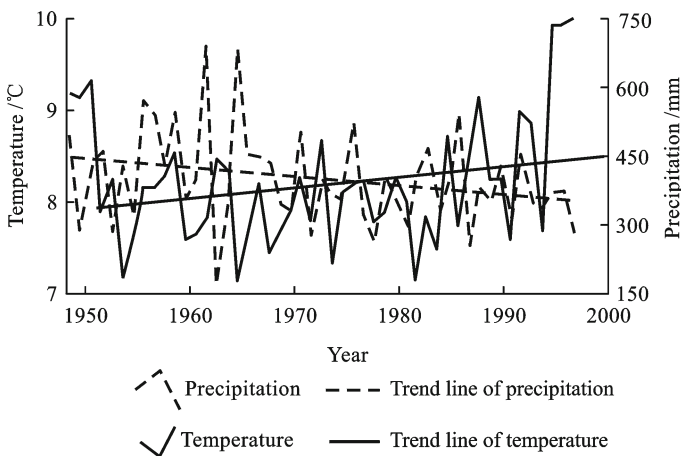 10
9
8
7
Temperature /℃
750
600
450
300
150
Precipitation /mm
1950 1960 1970 1980 1990 2000
Year
Precipitation Trend line of precipitation
Temperature Trend line of temperature